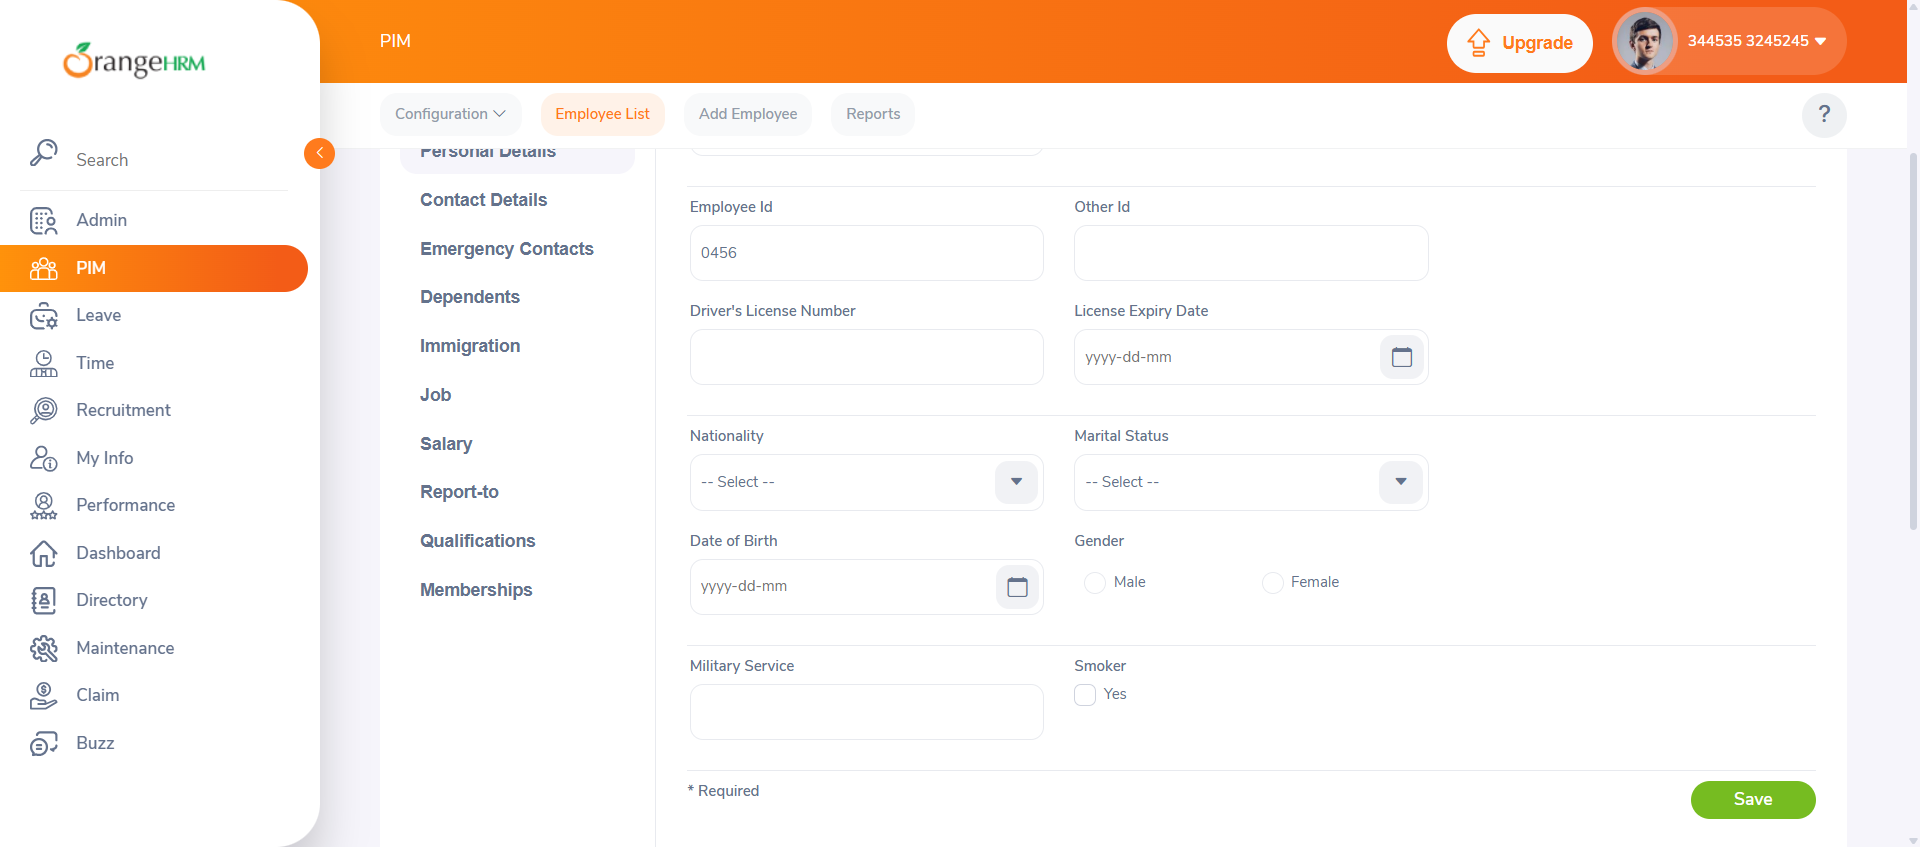 OrangeHRM
Search
Admin
PIM
Leave
Time
Recruitment
My Info
Performance
Dashboard
Directory
Maintenance
Claim
Buzz
PIM
Upgrade
344535 3245245
Configuration
Employee List
Add Employee
Reports
?
Personal Details
Contact Details
Emergency Contacts
Dependents
Immigration
Job
Salary
Report-to
Qualifications
Memberships
Employee Id
Other Id
0456
Driver's License Number
License Expiry Date
yyyy-dd-mm
Nationality
Marital Status
-- Select --
-- Select --
Date of Birth
Gender
yyyy-dd-mm
Male
Female
Military Service
Smoker
Yes
* Required
Save